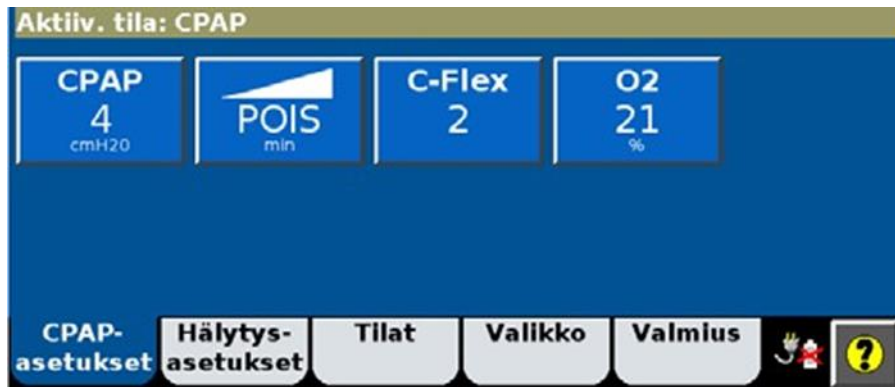 Aktiiv. tila: CPAP
CPAP
4
cmH20
POIS
min
C-Flex
2
O2
21
%
CPAP-
asetukset
Hälytys-
asetukset
Tilat
Valikko
Valmius
?